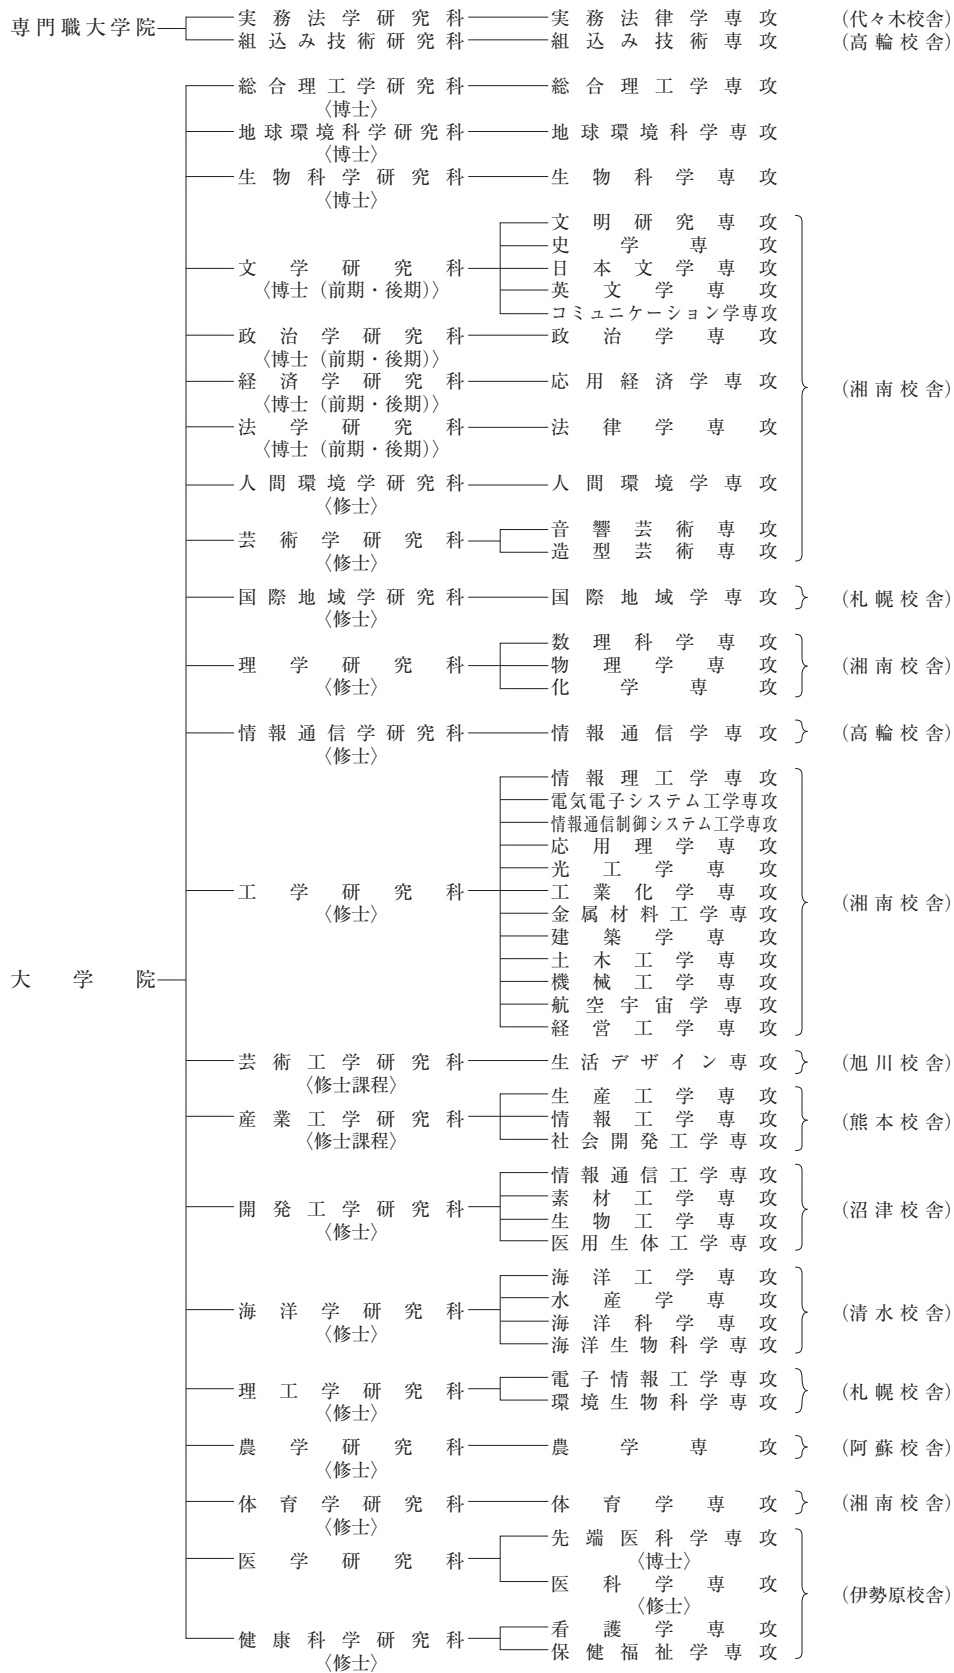 専門職大学院 実務法学研究科 実務法律学専攻 (代々木校舎)
組込み技術研究科 組込み技術専攻 (高輪校舎)
総合理工学研究科 総合理工学専攻
〈博士〉
地球環境科学研究科 地球環境科学専攻
〈博士〉
生物科学研究科 生物科学専攻
〈博士〉
文明研究専攻
史学専攻
文学研究科 日本文学専攻
〈博士（前期・後期）〉 英文学専攻
コミュニケーション学専攻
政治学研究科 政治学専攻
〈博士（前期・後期）〉
経済学研究科 応用経済学専攻 (湘南校舎)
〈博士（前期・後期）〉
法学研究科 法律学専攻
〈博士（前期・後期）〉
人間環境学研究科 人間環境学専攻
〈修士〉
音響芸術専攻
芸術学研究科
造型芸術専攻
〈修士〉
国際地域学研究科 国際地域学専攻 (札幌校舎)
〈修士〉
数理科学専攻
理学研究科 物理学専攻 (湘南校舎)
〈修士〉 化学専攻
情報通信学研究科 情報通信学専攻 (高輪校舎)
〈修士〉
情報理工学専攻
電気電子システム工学専攻
情報通信制御システム工学専攻
応用理学専攻
光工学専攻
工学研究科 工業化学専攻 (湘南校舎)
〈修士〉 金属材料工学専攻
建築学専攻
土木工学専攻
大学院 機械工学専攻
航空宇宙学専攻
経営工学専攻
芸術工学研究科 生活デザイン専攻 (旭川校舎)
〈修士課程〉
生産工学専攻
産業工学研究科 情報工学専攻 (熊本校舎)
〈修士課程〉 社会開発工学専攻
情報通信工学専攻
素材工学専攻
開発工学研究科 (沼津校舎)
生物工学専攻
〈修士〉 医用生体工学専攻
海洋工学専攻
水産学専攻
海洋学研究科 (清水校舎)
海洋科学専攻
〈修士〉 海洋生物科学専攻
電子情報工学専攻
理工学研究科 (札幌校舎)
環境生物科学専攻
〈修士〉
農学研究科 農学専攻 (阿蘇校舎)
〈修士〉
体育学研究科 体育学専攻 (湘南校舎)
〈修士〉
先端医科学専攻
医学研究科 〈博士〉
医科学専攻 (伊勢原校舎)
〈修士〉
看護学専攻
健康科学研究科
保健福祉学専攻
〈修士〉